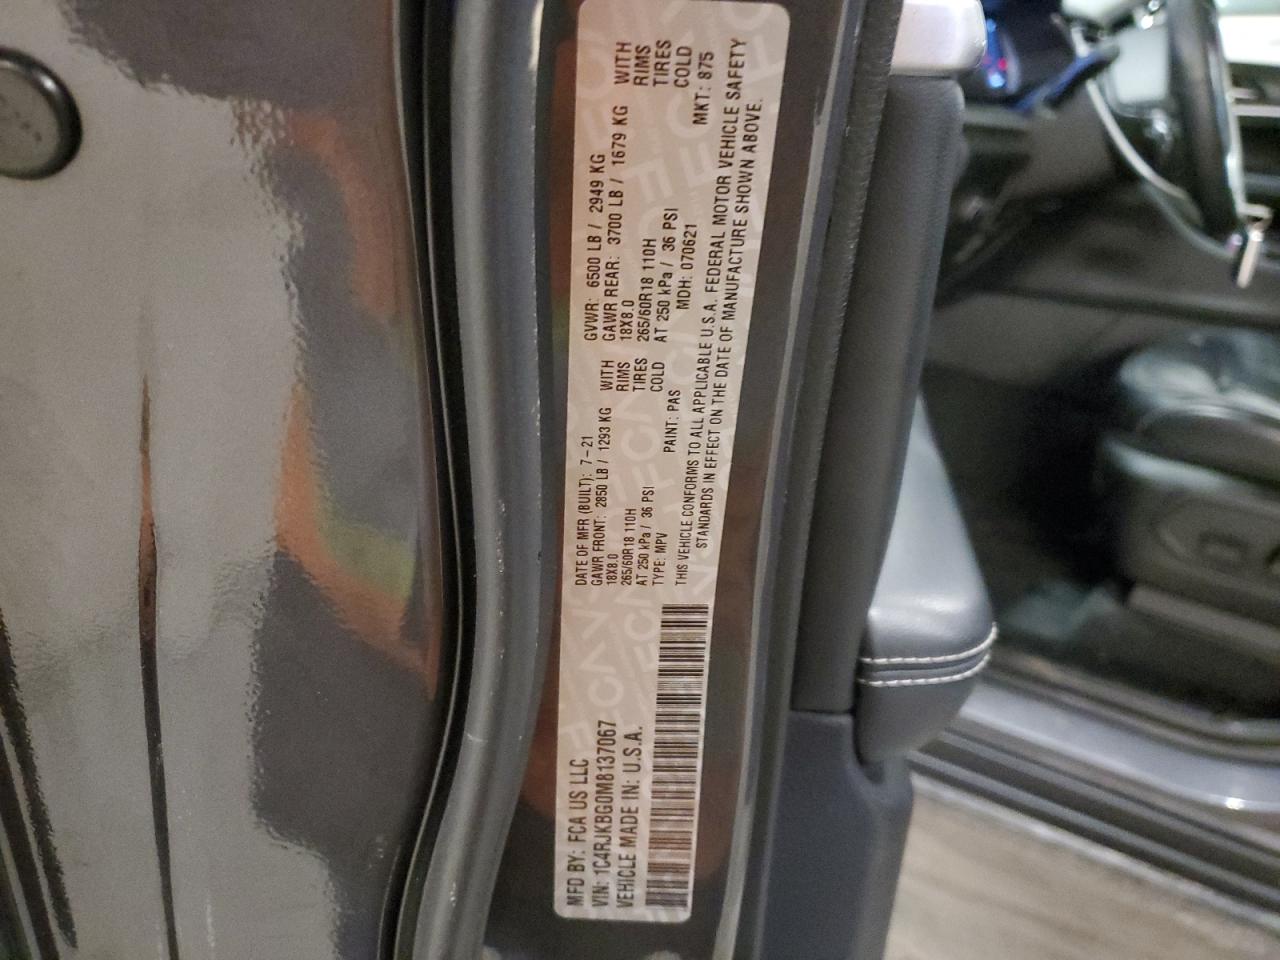 MFD BY: FCA US LLC
VIN: 1C4RJKBG0M8137067
VEHICLE MADE IN: U.S.A.
DATE OF MFR (BUILT): 7-21
GAWR FRONT: 2850 LB / 1293 KG WITH
18X8.0 RIMS
265/60R18 110H TIRES
AT 250 kPa / 36 PSI COLD
TYPE: MPV PAINT: PAS
GVWR: 6500 LB / 2949 KG
GAWR REAR: 3700 LB / 1679 KG WITH
18X8.0 RIMS
265/60R18 110H TIRES
AT 250 kPa / 36 PSI COLD
MDH: 070621 MKT: 875
THIS VEHICLE CONFORMS TO ALL APPLICABLE U.S.A. FEDERAL MOTOR VEHICLE SAFETY
STANDARDS IN EFFECT ON THE DATE OF MANUFACTURE SHOWN ABOVE.